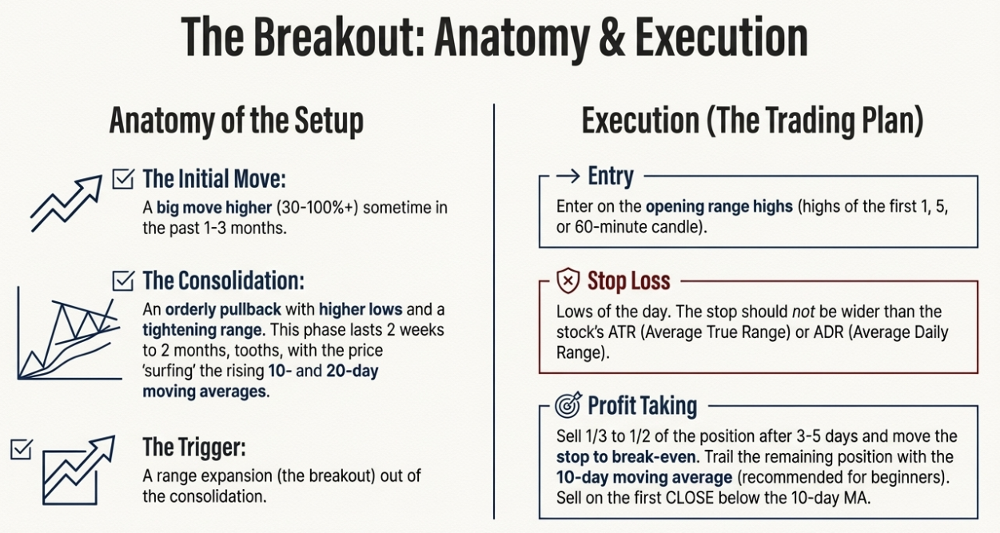 The Breakout: Anatomy & Execution
Anatomy of the Setup
The Initial Move:
A big move higher (30-100%+) sometime in
the past 1-3 months.
The Consolidation:
An orderly pullback with higher lows and a
tightening range. This phase lasts 2 weeks
to 2 months, tooths, with the price
‘surfing’ the rising 10- and 20-day
moving averages.
The Trigger:
A range expansion (the breakout) out of
the consolidation.
Execution (The Trading Plan)
Entry
Enter on the opening range highs (highs of the first 1, 5,
or 60-minute candle).
Stop Loss
Lows of the day. The stop should not be wider than the
stock’s ATR (Average True Range) or ADR (Average Daily
Range).
Profit Taking
Sell 1/3 to 1/2 of the position after 3-5 days and move the
stop to break-even. Trail the remaining position with the
10-day moving average (recommended for beginners).
Sell on the first CLOSE below the 10-day MA.